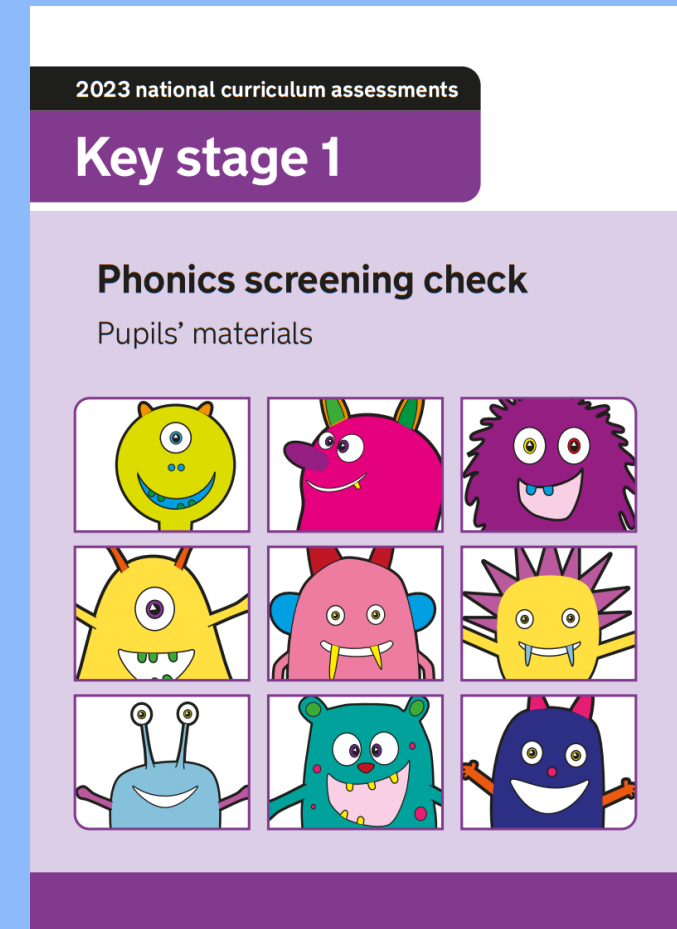 2023 national curriculum assessments
Key stage 1
Phonics screening check
Pupils’ materials